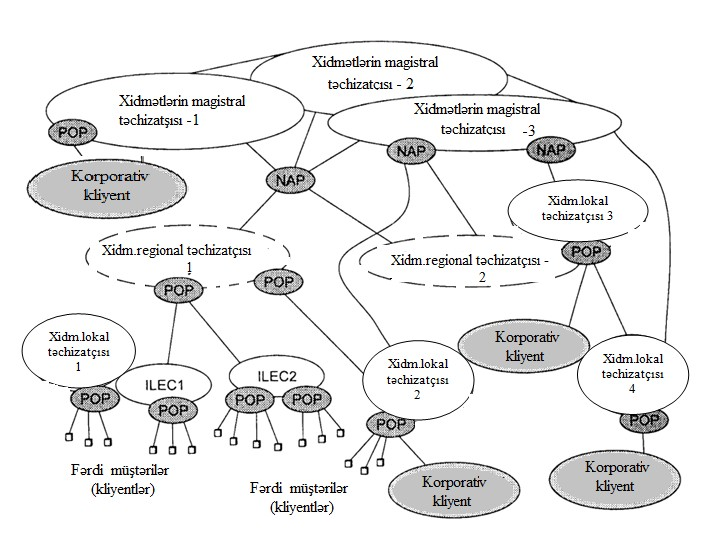 Xidmətlərin magistral
təchizatçısı - 2
Xidmətlərin magistral
təchizatşısı -1
Xidmətlərin magistral
təchizatcısı -3
POP
NAP
NAP
NAP
Korporativ
kliyent
Xidm.lokal
təchizatçısı 3
POP
Xidm.regional təchizatçısı
1
POP
POP
Xidm.regional təchizatçısı -
2
Xidm.lokal
təchizatçısı
1
ILEC1
ILEC2
POP
POP
POP
POP
Korporativ
kliyent
Xidm.lokal
təchizatçısı
2
POP
Xidm.lokal
təchizatçısı
4
POP
Fərdi müştərilər
(kliyentlər)
Fərdi müştərilər
(kliyentlər)
Korporativ
kliyent
Korporativ
kliyent